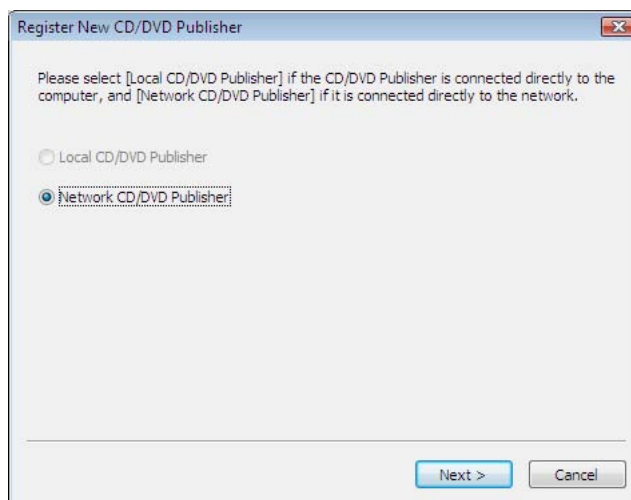 Register New CD/DVD Publisher
Please select [Local CD/DVD Publisher] if the CD/DVD Publisher is connected directly to the
computer, and [Network CD/DVD Publisher] if it is connected directly to the network.
Local CD/DVD Publisher
Network CD/DVD Publisher
Next > Cancel